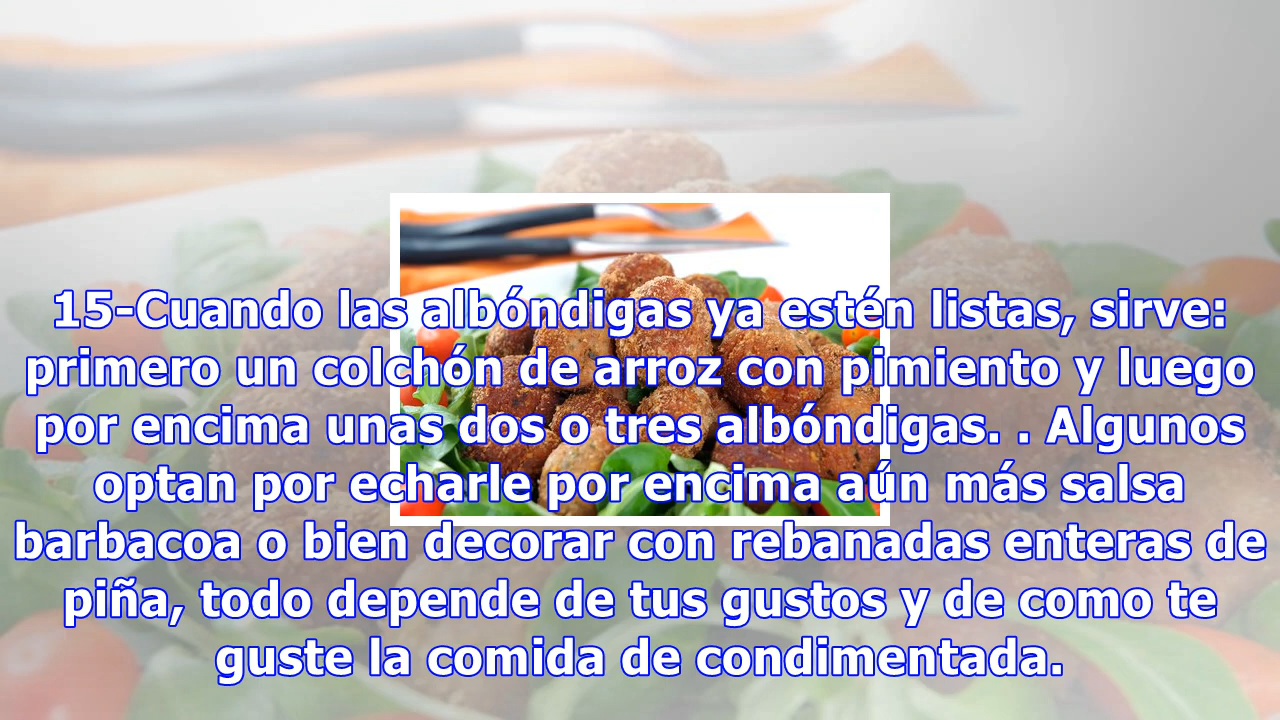 15-Cuando las albóndigas ya estén listas, sirve:
primero un colchón de arroz con pimiento y luego
por encima unas dos o tres albóndigas. . Algunos
optan por echarle por encima aún más salsa
barbacoa o bien decorar con rebanadas enteras de
piña, todo depende de tus gustos y de como te
guste la comida de condimentada.